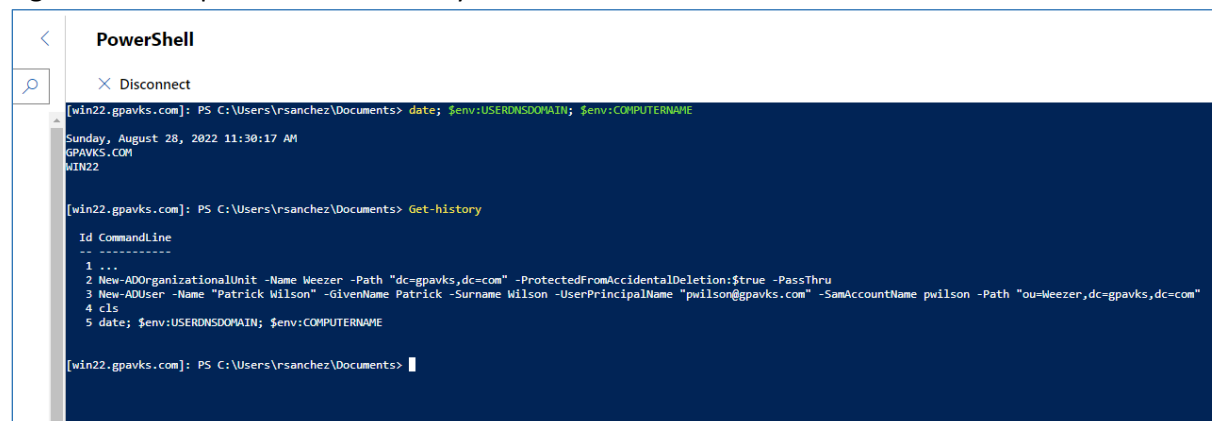 PowerShell
Disconnect
[win22.gpavks.com]: PS C:\Users\rsanchez\Documents> date; $env:USERDNSDOMAIN; $env:COMPUTERNAME
Sunday, August 28, 2022 11:30:17 AM
GPAVKS.COM
WIN22
[win22.gpavks.com]: PS C:\Users\rsanchez\Documents> Get-history
Id CommandLine
-- -----------
1 ...
2 New-ADOrganizationalUnit -Name Weezer -Path "dc=gpavks,dc=com" -ProtectedFromAccidentalDeletion:$true -PassThru
3 New-ADUser -Name "Patrick Wilson" -GivenName Patrick -Surname Wilson -UserPrincipalName "pwilson@gpavks.com" -SamAccountName pwilson -Path "ou=Weezer,dc=gpavks,dc=com"
4 cls
5 date; $env:USERDNSDOMAIN; $env:COMPUTERNAME
[win22.gpavks.com]: PS C:\Users\rsanchez\Documents>